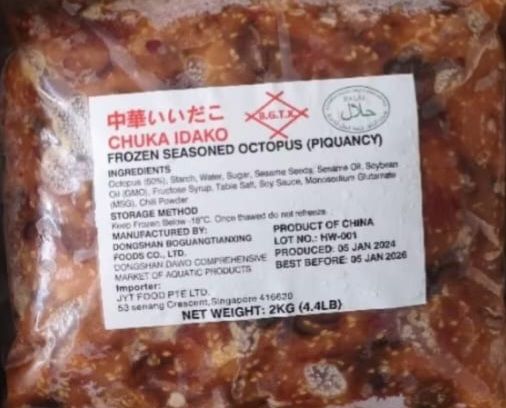 中華いいだこ
CHUKA IDAKO
B.G.T.X
HALAL
حلال
FROZEN SEASONED OCTOPUS (PIQUANCY)
INGREDIENTS
Octopus (60%), Starch, Water, Sugar, Sesame Seeds, Sesame Oil, Soybean
Oil (GMO), Fructose Syrup, Table Salt, Soy Sauce, Monosodium Glutamate
(MSG), Chili Powder
STORAGE METHOD
Keep Frozen Below -18°C. Once thawed do not refreeze
MANUFACTURED BY:
DONGSHAN BOGUANGTIANXING
FOODS CO., LTD.
DONGSHAN DAWO COMPREHENSIVE
MARKET OF AQUATIC PRODUCTS
PRODUCT OF CHINA
LOT NO.: HW-001
PRODUCED: 05 JAN 2024
BEST BEFORE: 05 JAN 2026
Importer:
JYT FOOD PTE LTD.
53 senang Crescent, Singapore 416620
NET WEIGHT: 2KG (4.4LB)